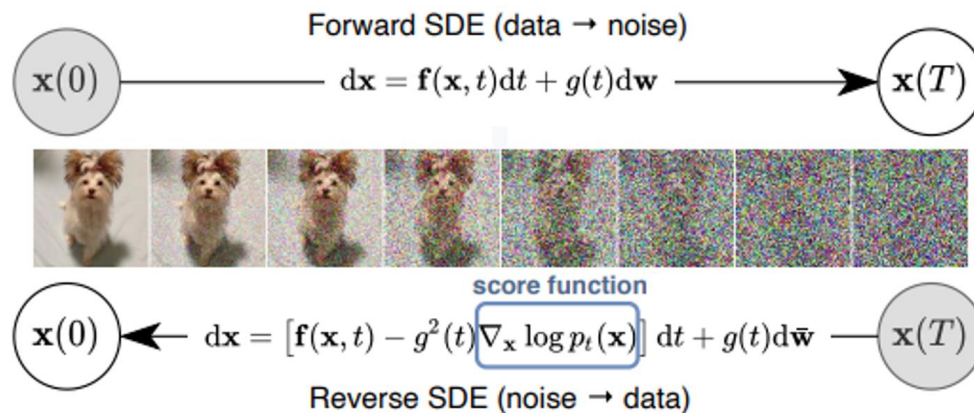 Forward SDE (data → noise)
x(0) dx = f(x, t)dt + g(t)dw x(T)
score function
x(0) dx = [f(x, t) − g²(t)∇ₓ log pₜ(x)] dt + g(t)dw̄ x(T)
Reverse SDE (noise → data)